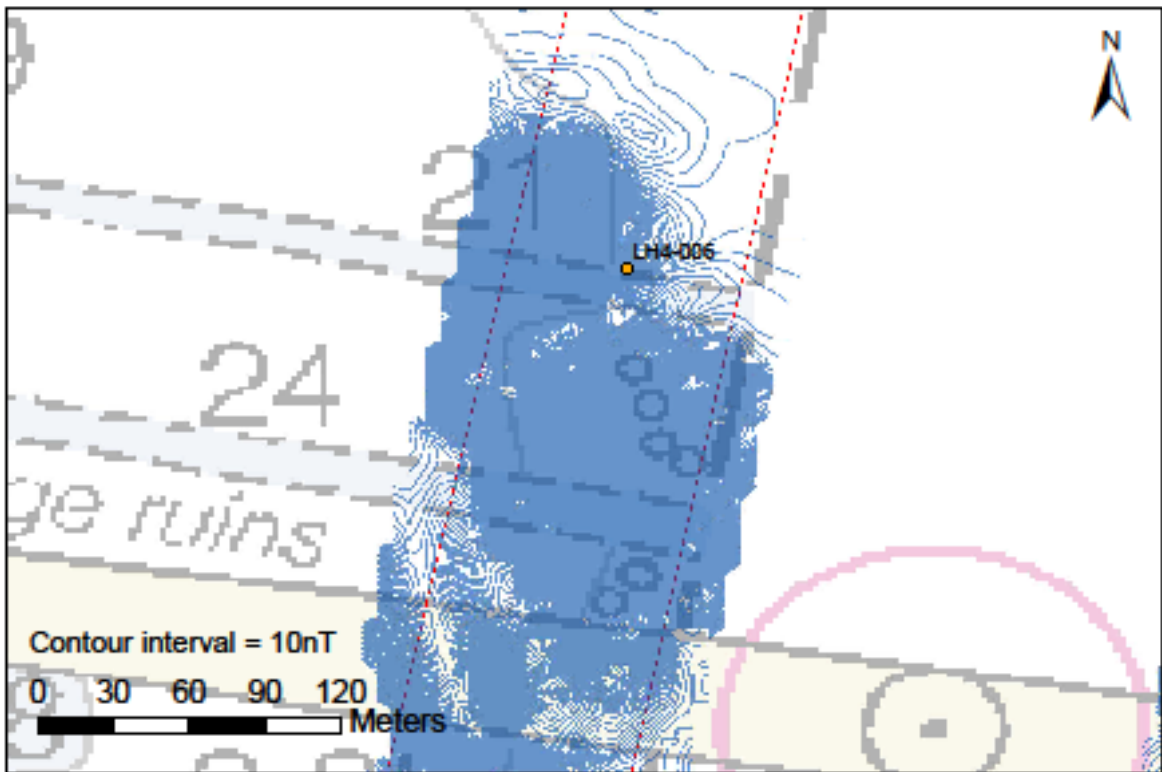 N
21
LH4-006
24
ge ruins
Contour interval = 10nT
0 30 60 90 120
Meters